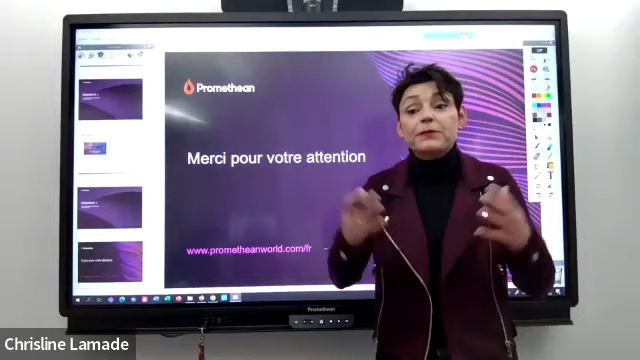 Promethean
Merci pour votre attention
www.prometheanworld.com/fr
Promethean
Chrisline Lamade